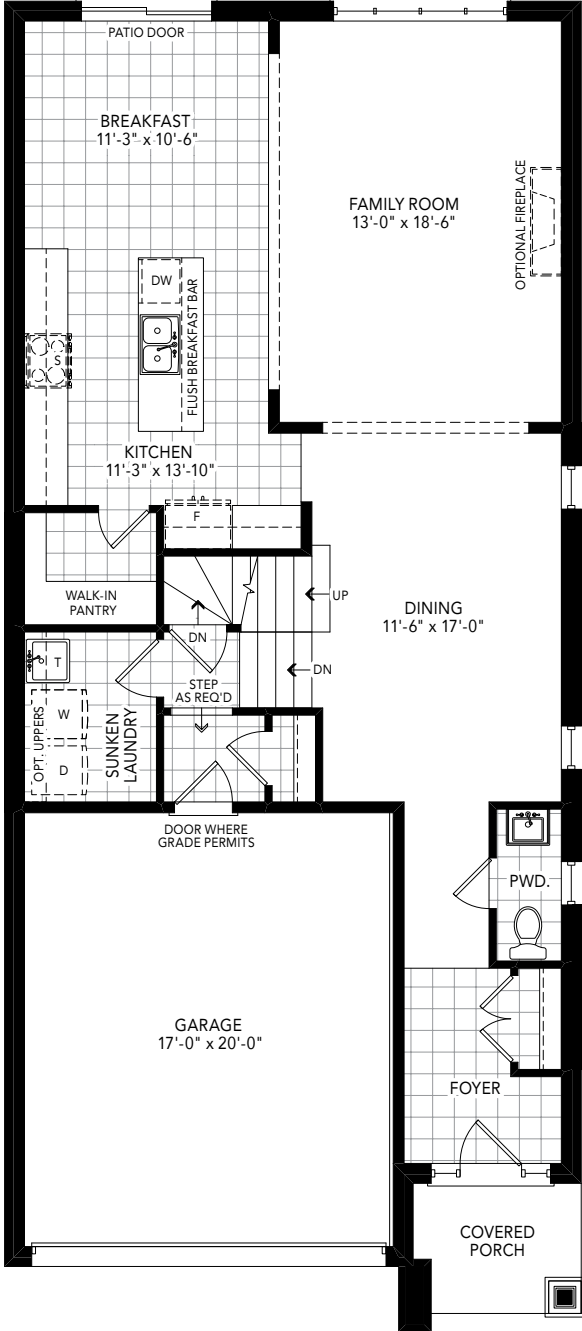 PATIO DOOR
BREAKFAST
11'-3" x 10'-6"
FAMILY ROOM
13'-0" x 18'-6"
OPTIONAL FIREPLACE
DW
FLUSH BREAKFAST BAR
S
KITCHEN
11'-3" x 13'-10"
F
WALK-IN
PANTRY
UP
DINING
11'-6" x 17'-0"
DN
DN
T
STEP
AS REQ'D
W
OPT. UPPERS
SUNKEN
LAUNDRY
D
DOOR WHERE
GRADE PERMITS
PWD.
GARAGE
17'-0" x 20'-0"
FOYER
COVERED
PORCH